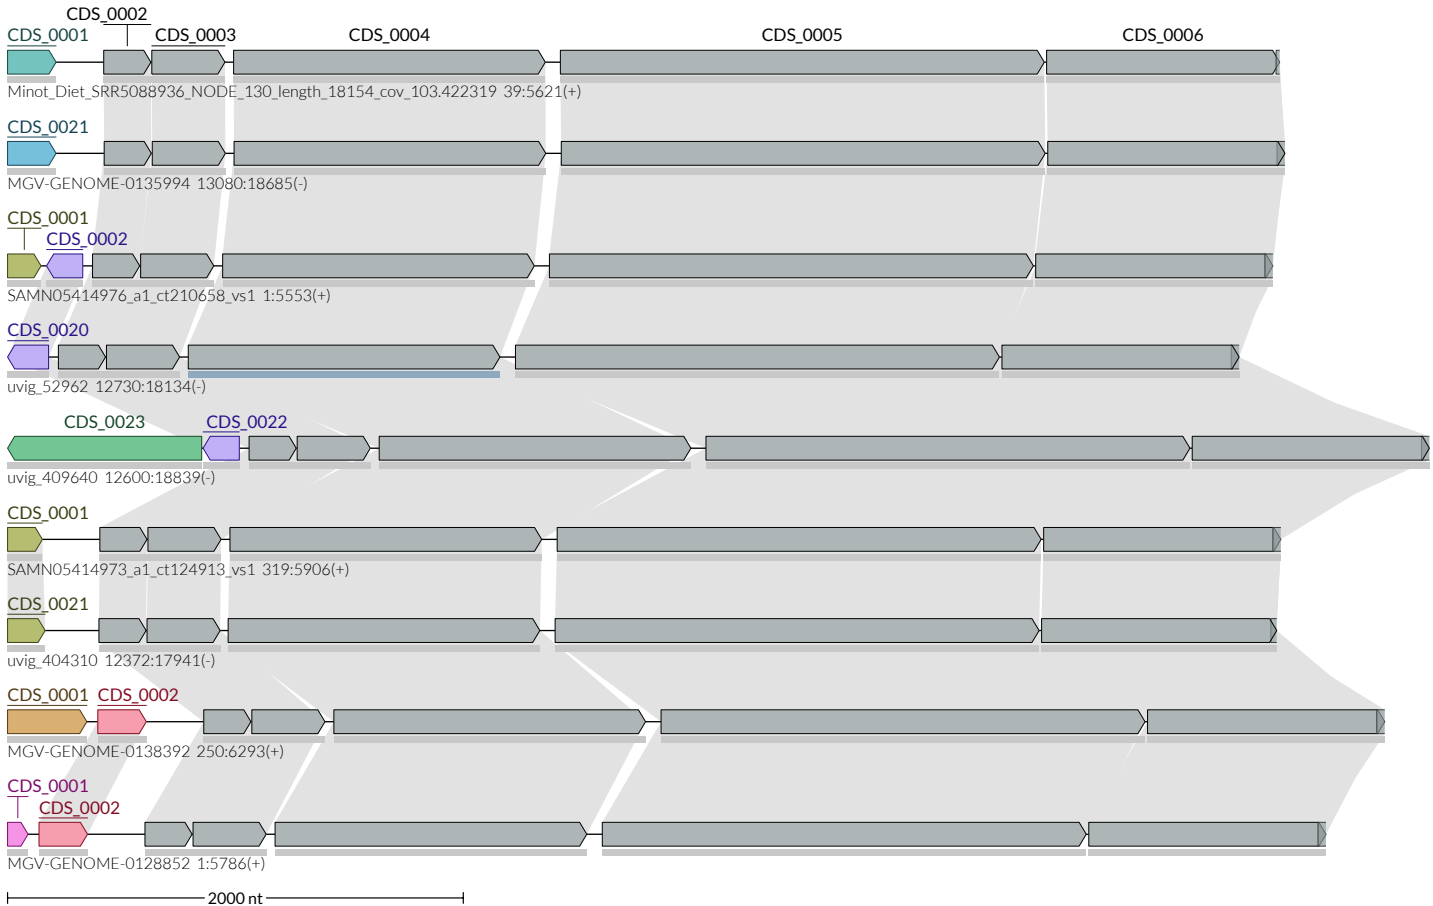 CDS_0002
CDS_0001 CDS_0003 CDS_0004 CDS_0005 CDS_0006
Minot_Diet_SRR5088936_NODE_130_length_18154_cov_103.422319 39:5621(+)
CDS_0021
MGV-GENOME-0135994 13080:18685(-)
CDS_0001
CDS_0002
SAMN05414976_a1_ct210658_vs1 1:5553(+)
CDS_0020
uvig_52962 12730:18134(-)
CDS_0023 CDS_0022
uvig_409640 12600:18839(-)
CDS_0001
SAMN05414973_a1_ct124913_vs1 319:5906(+)
CDS_0021
uvig_404310 12372:17941(-)
CDS_0001 CDS_0002
MGV-GENOME-0138392 250:6293(+)
CDS_0001
CDS_0002
MGV-GENOME-0128852 1:5786(+)
2000 nt